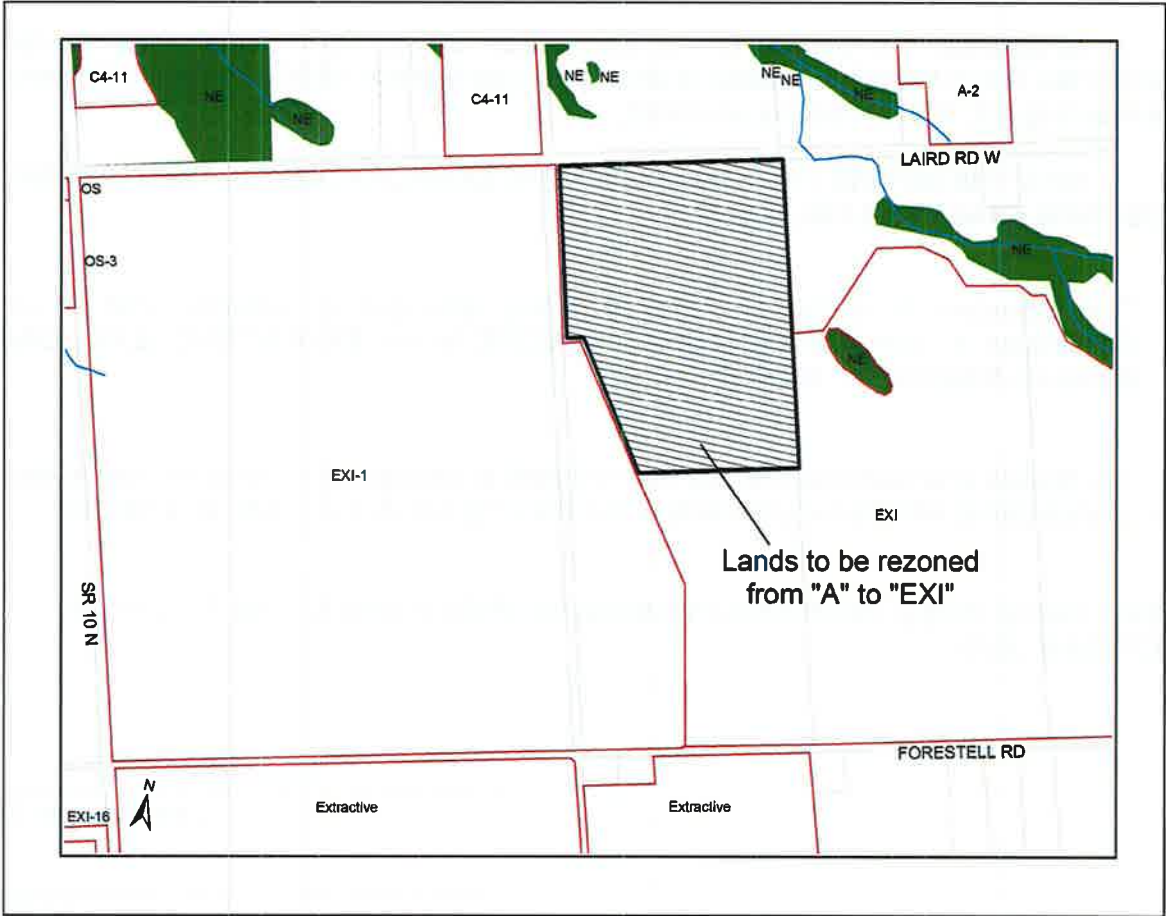 C4-11
NE
NE
C4-11
NE
NE
NE
NE
NE
A-2
LAIRD RD W
OS
OS-3
NE
NE
EXI-1
EXI
Lands to be rezoned
from "A" to "EXI"
SR 10 N
FORESTELL RD
N
EXI-16
Extractive
Extractive